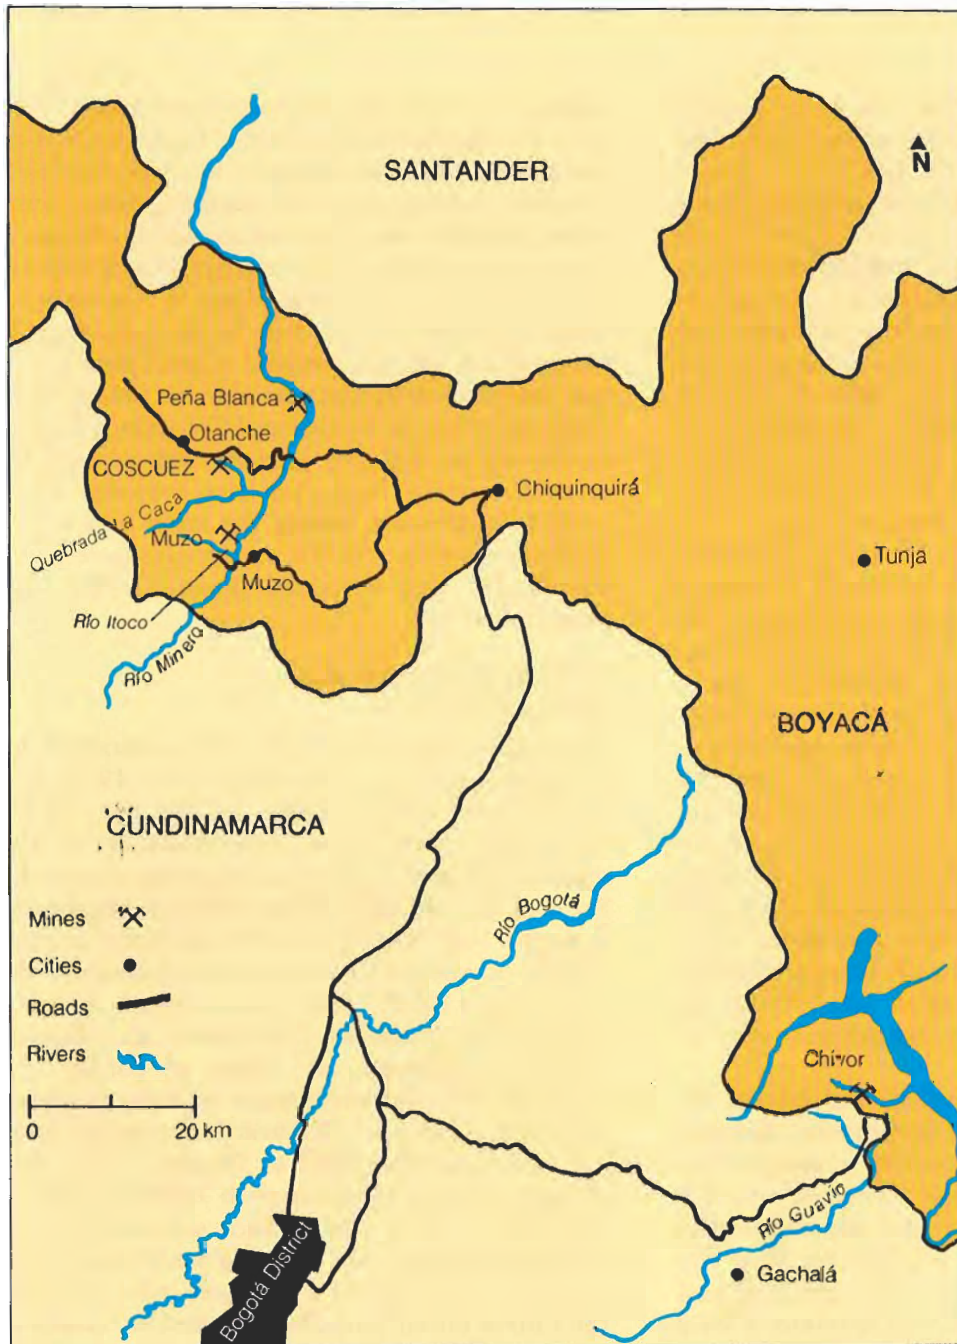 SANTANDER
N
Peña Blanca
Otanche
COSCUEZ
Chiquinquirá
Quebrada La Caca
Muzo
Tunja
Muzo
Río Itoco
Río Minero
BOYACÁ
CUNDINAMARCA
Río Bogotá
Mines
Cities
Roads
Rivers
Chivor
0 20 km
Río Guavio
Gachalá
Bogotá District